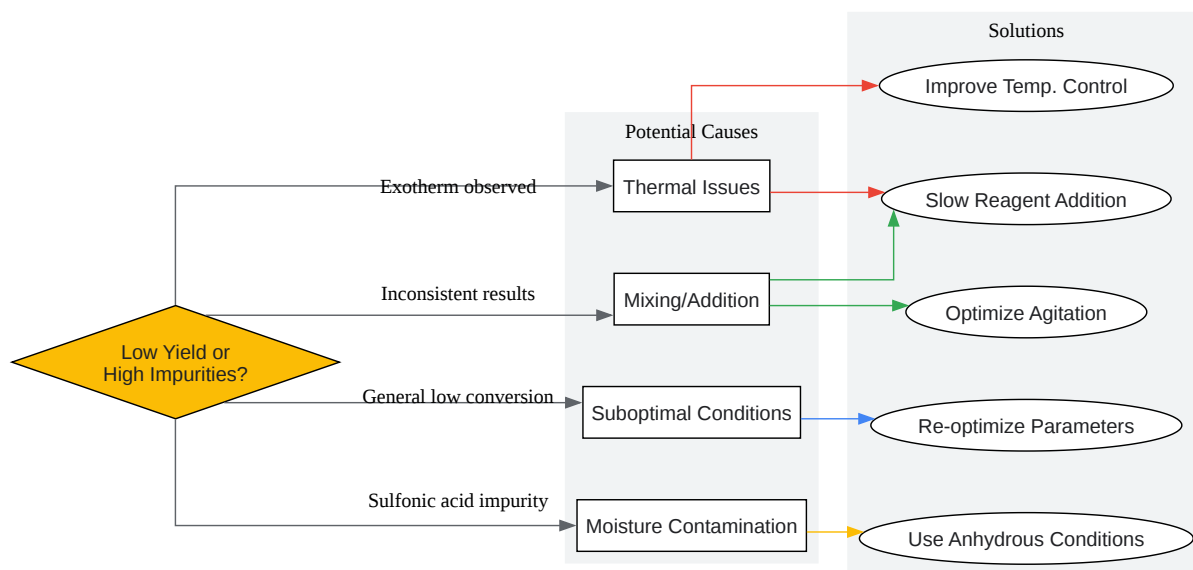 Solutions
Improve Temp. Control
Potential Causes
Exotherm observed
Thermal Issues
Slow Reagent Addition
Inconsistent results
Mixing/Addition
Optimize Agitation
Low Yield or
High Impurities?
General low conversion
Suboptimal Conditions
Re-optimize Parameters
Sulfonic acid impurity
Moisture Contamination
Use Anhydrous Conditions